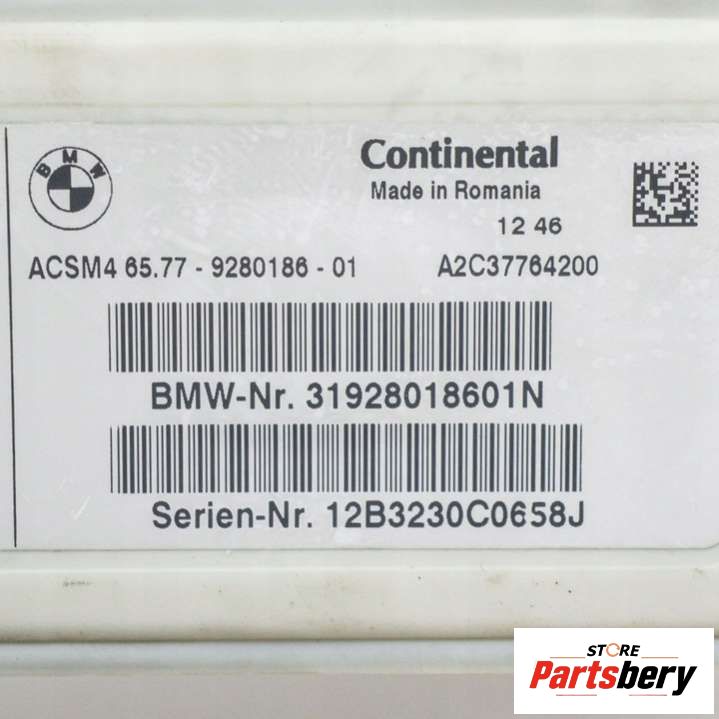 BMW
Continental
Made in Romania
12 46
ACSM4 65.77 - 9280186 - 01 A2C37764200
BMW-Nr. 31928018601N
Serien-Nr. 12B3230C0658J
STORE
Partsbery